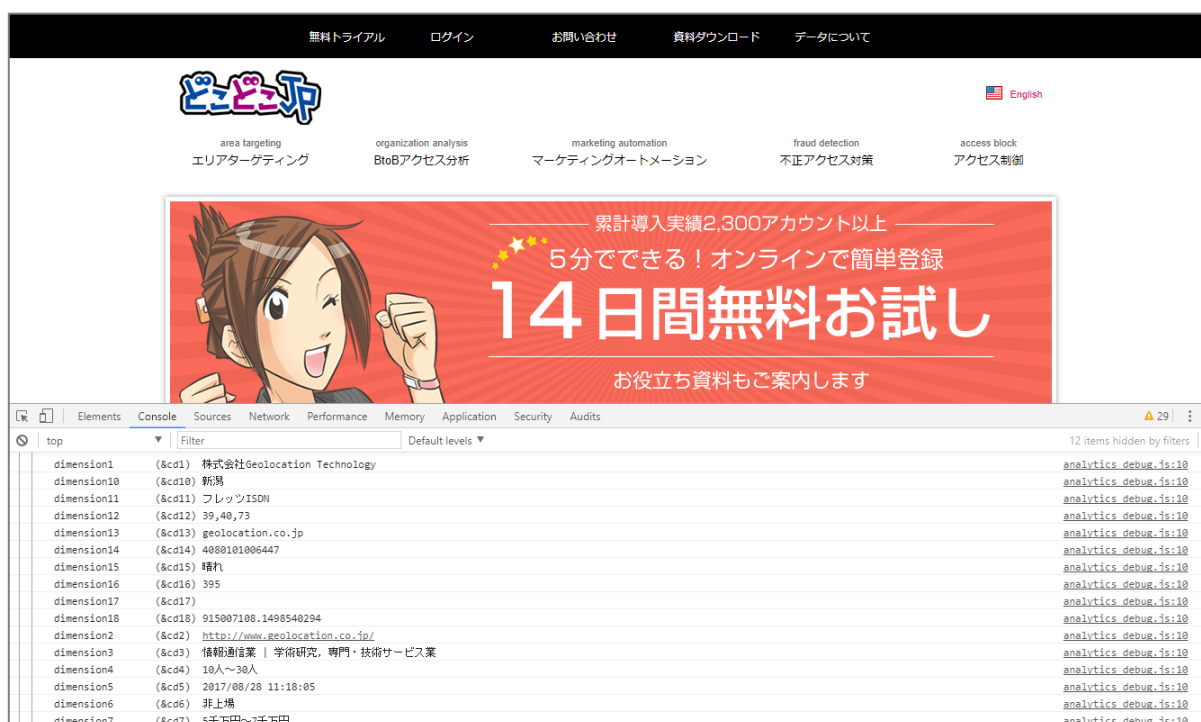 無料トライアル ログイン お問い合わせ 資料ダウンロード データについて
どこどこJP
English
area targeting organization analysis marketing automation fraud detection access block
エリアターゲティング BtoBアクセス分析 マーケティングオートメーション 不正アクセス対策 アクセス制御
累計導入実績2,300アカウント以上
5分でできる！オンラインで簡単登録
14日間無料お試し
お役立ち資料もご案内します
Elements Console Sources Network Performance Memory Application Security Audits 29
top Filter Default levels 12 items hidden by filters
dimension1 (&cd1) 株式会社Geolocation Technology analytics_debug.js:10
dimension10 (&cd10) 新潟 analytics_debug.js:10
dimension11 (&cd11) フレッツISDN analytics_debug.js:10
dimension12 (&cd12) 39,40,73 analytics_debug.js:10
dimension13 (&cd13) geolocation.co.jp analytics_debug.js:10
dimension14 (&cd14) 4080101006447 analytics_debug.js:10
dimension15 (&cd15) 晴れ analytics_debug.js:10
dimension16 (&cd16) 395 analytics_debug.js:10
dimension17 (&cd17) analytics_debug.js:10
dimension18 (&cd18) 915007108.1498540294 analytics_debug.js:10
dimension2 (&cd2) http://www.geolocation.co.jp/ analytics_debug.js:10
dimension3 (&cd3) 情報通信業 | 学術研究，専門・技術サービス業 analytics_debug.js:10
dimension4 (&cd4) 10人～30人 analytics_debug.js:10
dimension5 (&cd5) 2017/08/28 11:18:05 analytics_debug.js:10
dimension6 (&cd6) 非上場 analytics_debug.js:10
dimension7 (&cd7) 5千万円～7千万円 analytics_debug.js:10